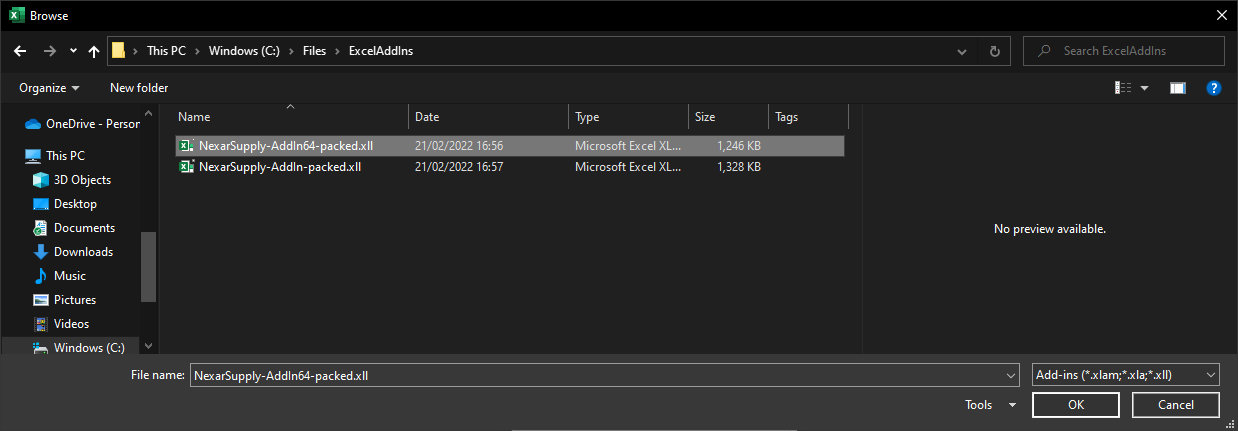 Browse
This PC > Windows (C:) > Files > ExcelAddIns
Search ExcelAddIns
Organize
New folder
Name
Date
Type
Size
Tags
NexarSupply-AddIn64-packed.xll 21/02/2022 16:56 Microsoft Excel XL... 1,246 KB
NexarSupply-AddIn-packed.xll 21/02/2022 16:57 Microsoft Excel XL... 1,328 KB
OneDrive - Person
This PC
3D Objects
Desktop
Documents
Downloads
Music
Pictures
Videos
Windows (C:)
No preview available.
File name: NexarSupply-AddIn64-packed.xll
Add-ins (*.xlam;*.xla;*.xll)
Tools
OK
Cancel